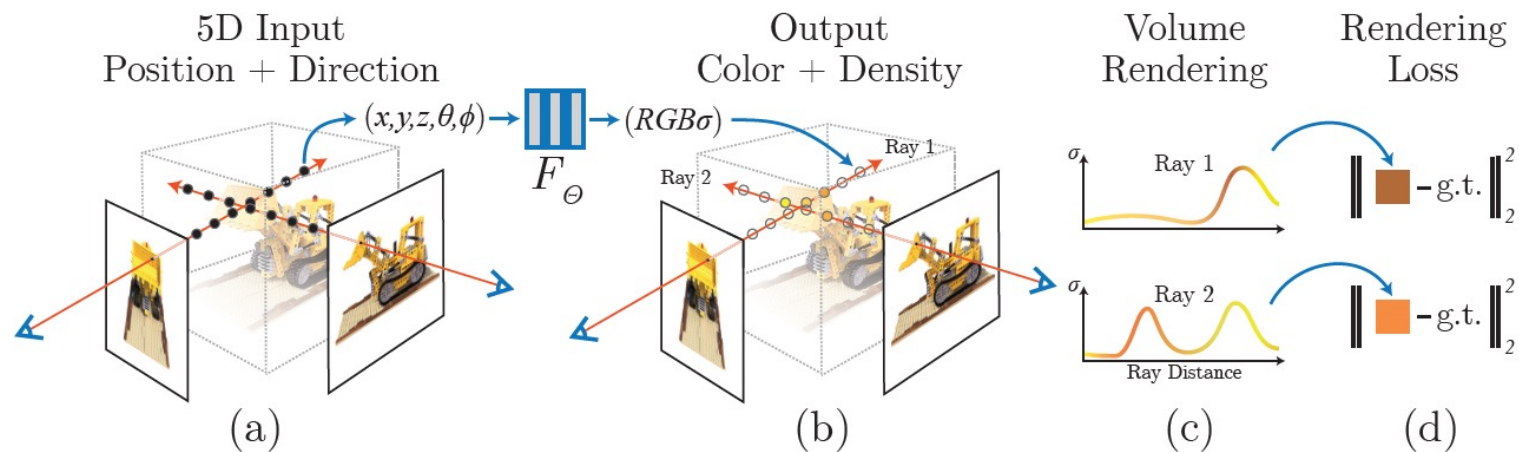 5D Input
Position + Direction
Output
Color + Density
Volume
Rendering
Rendering
Loss
(x,y,z,θ,ϕ)
F_Θ
(RGBσ)
Ray 1
Ray 2
σ
Ray 1
σ
Ray 2
Ray Distance
‖ – g.t. ‖²₂
‖ – g.t. ‖²₂
(a)
(b)
(c)
(d)